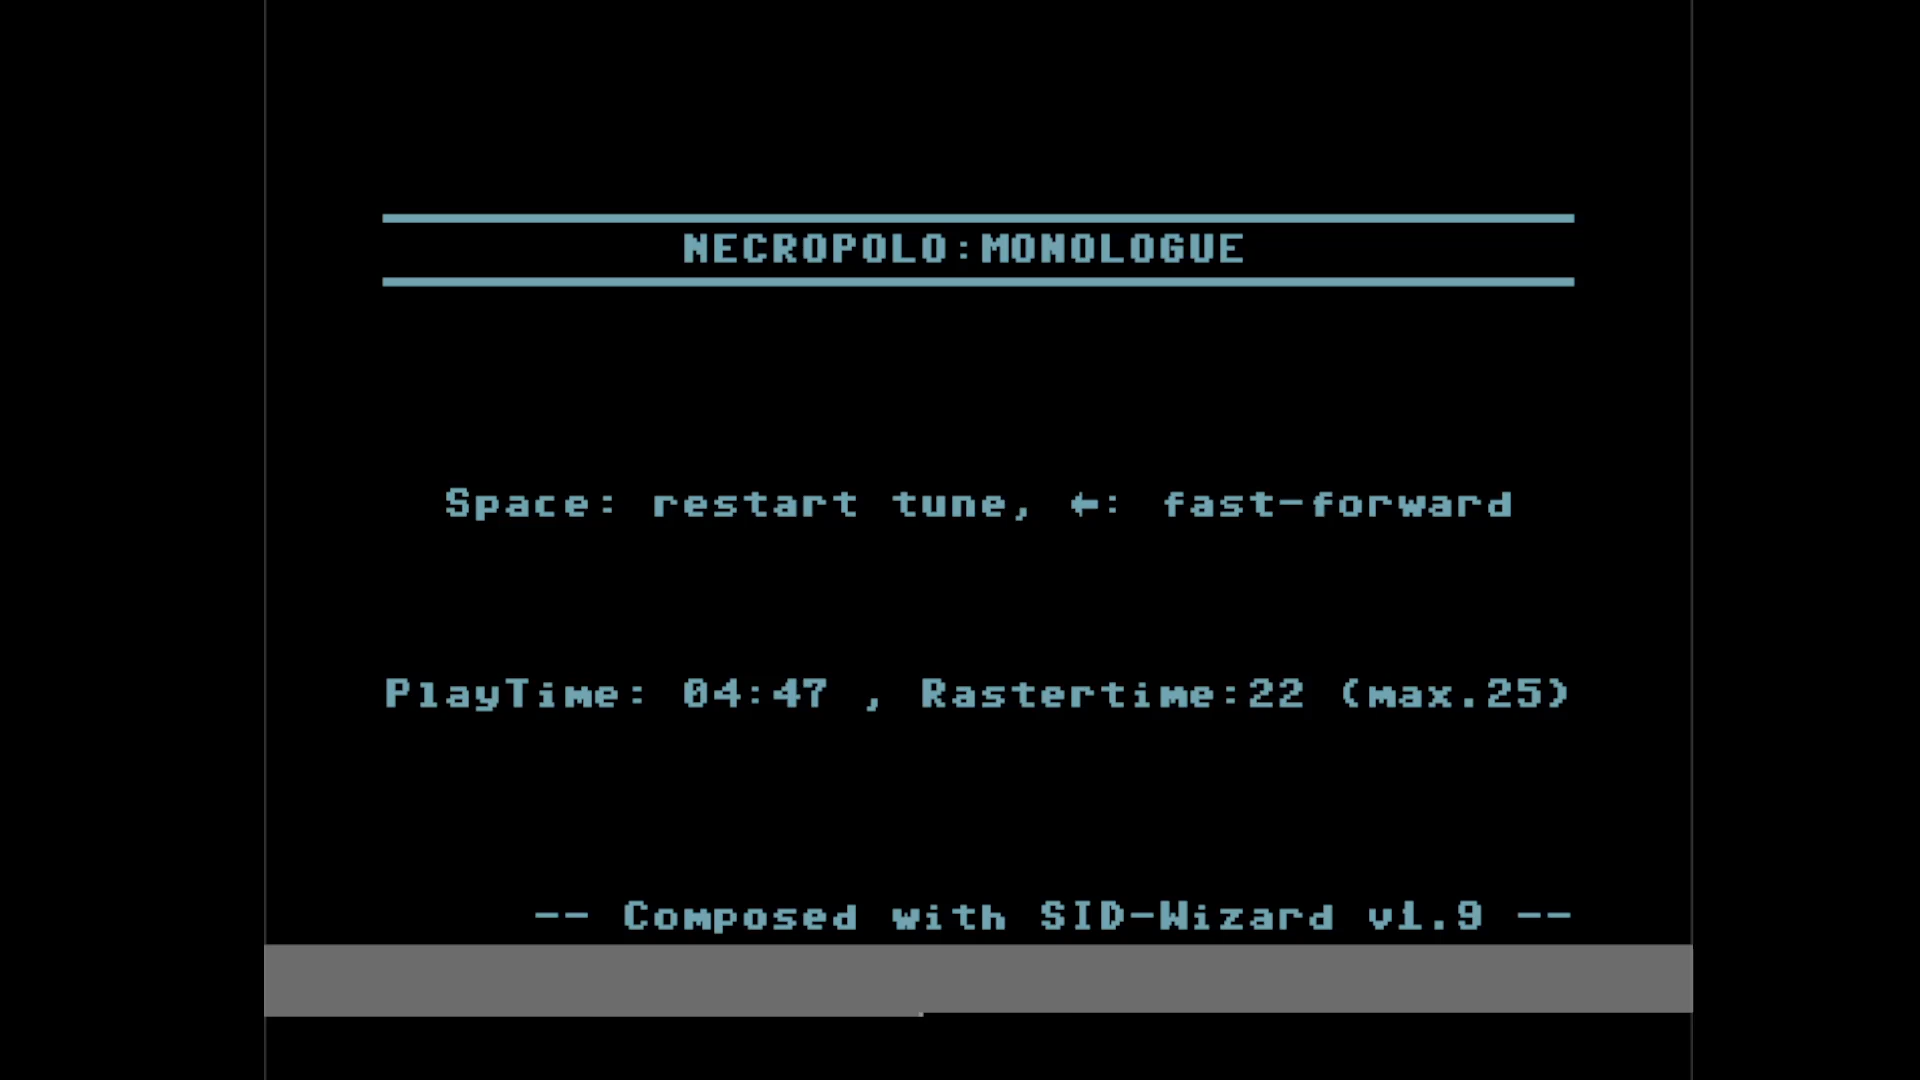 NECROPOLO:MONOLOGUE
Space: restart tune, ←: fast-forward
PlayTime: 04:47 , Rastertime:22 (max.25)
-- Composed with SID-Wizard v1.9 --